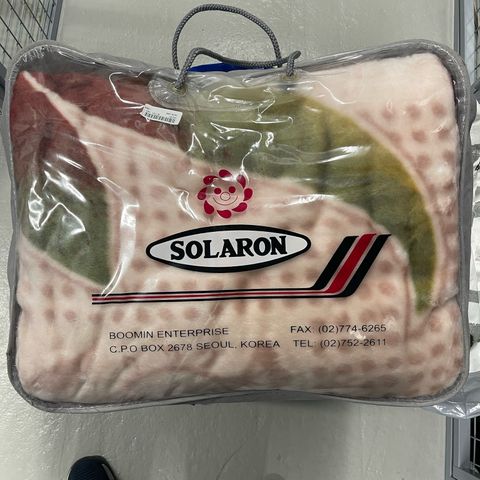 SOLARON
BOOMIN ENTERPRISE FAX: (02)774-6265
C.P.O BOX 2678 SEOUL, KOREA TEL: (02)752-2611